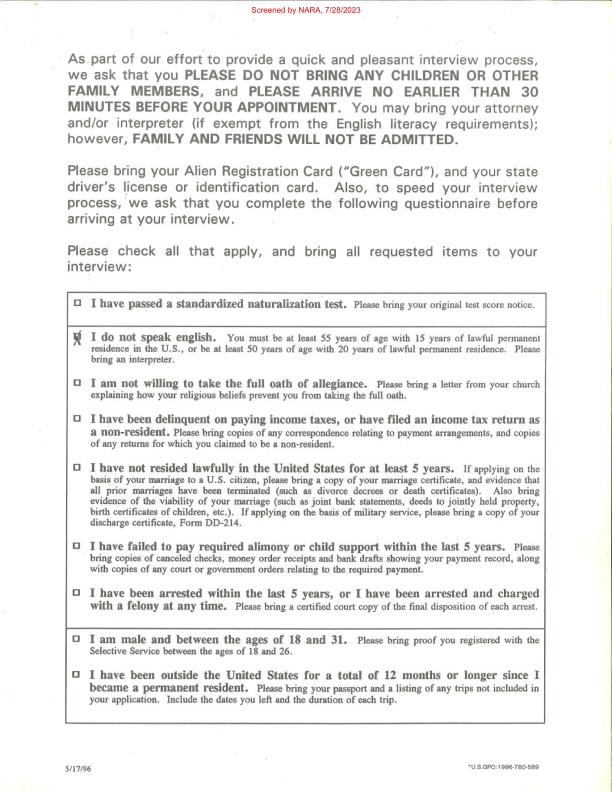 Screened by NARA, 7/28/2023
As part of our effort to provide a quick and pleasant interview process,
we ask that you PLEASE DO NOT BRING ANY CHILDREN OR OTHER
FAMILY MEMBERS, and PLEASE ARRIVE NO EARLIER THAN 30
MINUTES BEFORE YOUR APPOINTMENT. You may bring your attorney
and/or interpreter (if exempt from the English literacy requirements);
however, FAMILY AND FRIENDS WILL NOT BE ADMITTED.
Please bring your Alien Registration Card ("Green Card"), and your state
driver's license or identification card. Also, to speed your interview
process, we ask that you complete the following questionnaire before
arriving at your interview.
Please check all that apply, and bring all requested items to your
interview:
I have passed a standardized naturalization test. Please bring your original test score notice.
I do not speak english. You must be at least 55 years of age with 15 years of lawful permanent
residence in the U.S., or be at least 50 years of age with 20 years of lawful permanent residence. Please
bring an interpreter.
I am not willing to take the full oath of allegiance. Please bring a letter from your church
explaining how your religious beliefs prevent you from taking the full oath.
I have been delinquent on paying income taxes, or have filed an income tax return as
a non-resident. Please bring copies of any correspondence relating to payment arrangements, and copies
of any returns for which you claimed to be a non-resident.
I have not resided lawfully in the United States for at least 5 years. If applying on the
basis of your marriage to a U.S. citizen, please bring a copy of your marriage certificate, and evidence that
all prior marriages have been terminated (such as divorce decrees or death certificates). Also bring
evidence of the viability of your marriage (such as joint bank statements, deeds to jointly held property,
birth certificates of children, etc.). If applying on the basis of military service, please bring a copy of your
discharge certificate, Form DD-214.
I have failed to pay required alimony or child support within the last 5 years. Please
bring copies of canceled checks, money order receipts and bank drafts showing your payment record, along
with copies of any court or government orders relating to the required payment.
I have been arrested within the last 5 years, or I have been arrested and charged
with a felony at any time. Please bring a certified court copy of the final disposition of each arrest.
I am male and between the ages of 18 and 31. Please bring proof you registered with the
Selective Service between the ages of 18 and 26.
I have been outside the United States for a total of 12 months or longer since I
became a permanent resident. Please bring your passport and a listing of any trips not included in
your application. Include the dates you left and the duration of each trip.
5/17/96
*U.S.GPO:1996-780-589